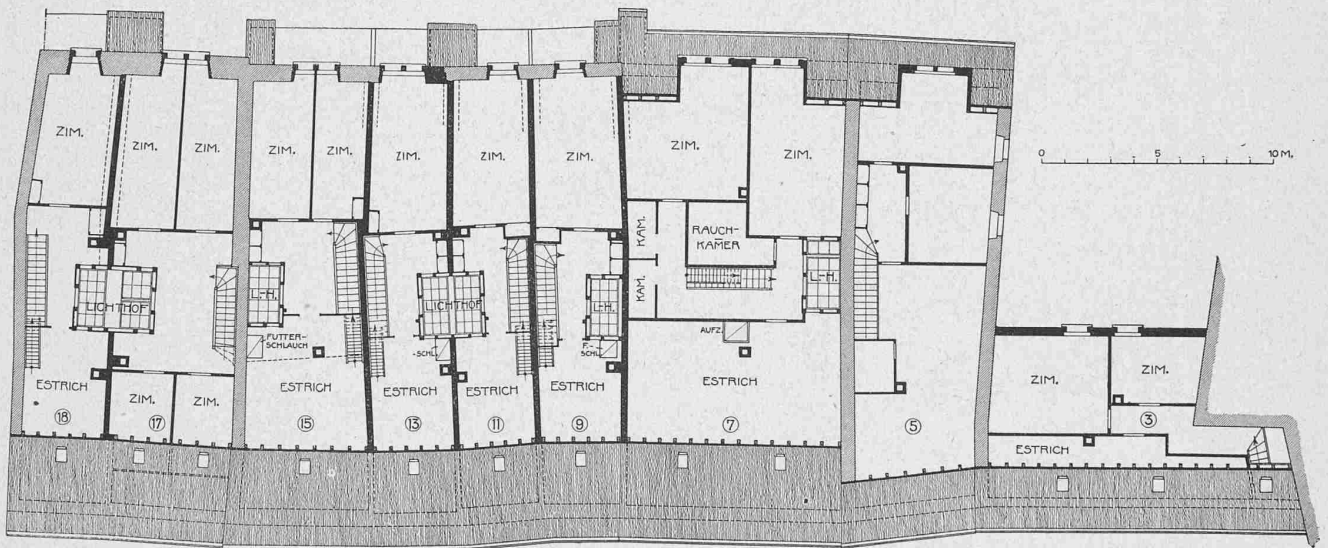 ZIM.
ZIM.
ZIM.
ZIM.
ZIM.
ZIM.
ZIM.
ZIM.
ZIM.
ZIM.
0 5 10 M.
KAM.
RAUCH-
KAMER
KAM.
LICHTHOF
L.-H.
LICHTHOF
L.-H.
L.-H.
AUFZ.
FUTTER-
SCHLAUCH
-SCHL.
F.
SCHL.
ZIM.
ZIM.
ESTRICH
ESTRICH
ESTRICH
ESTRICH
ESTRICH
ESTRICH
ZIM.
ZIM.
18
17
15
13
11
9
7
5
3
ESTRICH